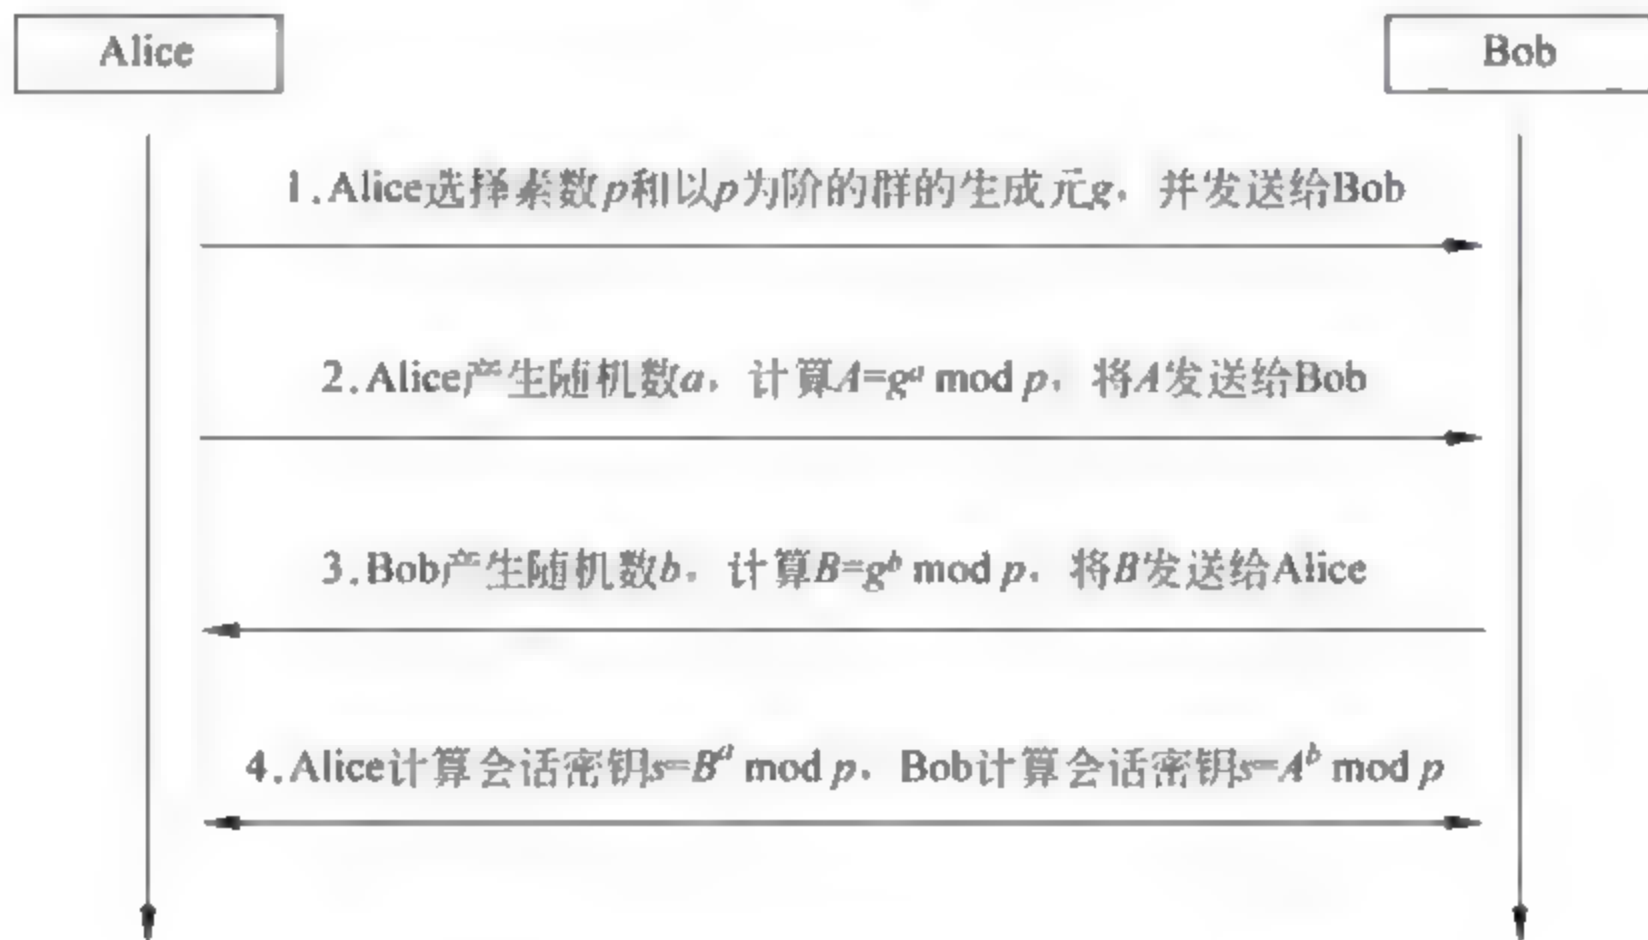 Alice
Bob
1.Alice选择素数p和以p为阶的群的生成元g，并发送给Bob
2.Alice产生随机数a，计算A=gᵃ mod p，将A发送给Bob
3.Bob产生随机数b，计算B=gᵇ mod p，将B发送给Alice
4.Alice计算会话密钥s=Bᵃ mod p，Bob计算会话密钥s=Aᵇ mod p